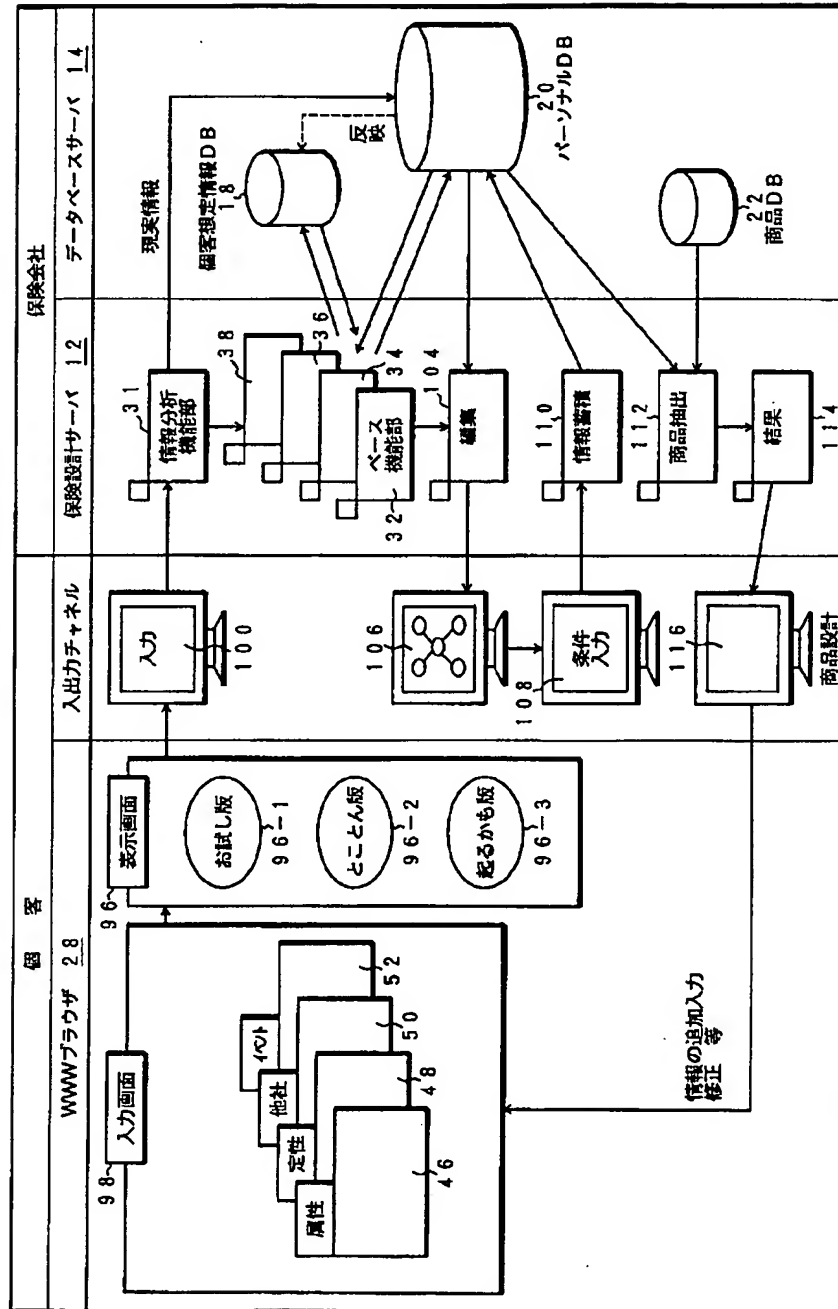 個客
保険会社
WWWブラウザ 28
入出力チャネル
保険設計サーバ 12
データベースサーバ 14
入力画面
98
属性
定性
他社
イベント
46
48
50
52
表示画面
96
お試し版
96-1
とことん版
96-2
起るかも版
96-3
入力
100
106
条件
入力
108
116
商品設計
情報の追加入力
修正 等
情報分析
機能部
31
38
36
34
ベース
機能部
32
編集
104
情報蓄積
110
商品抽出
112
結果
114
現実情報
個客想定情報DB
18
反映
20
パーソナルDB
22
商品DB